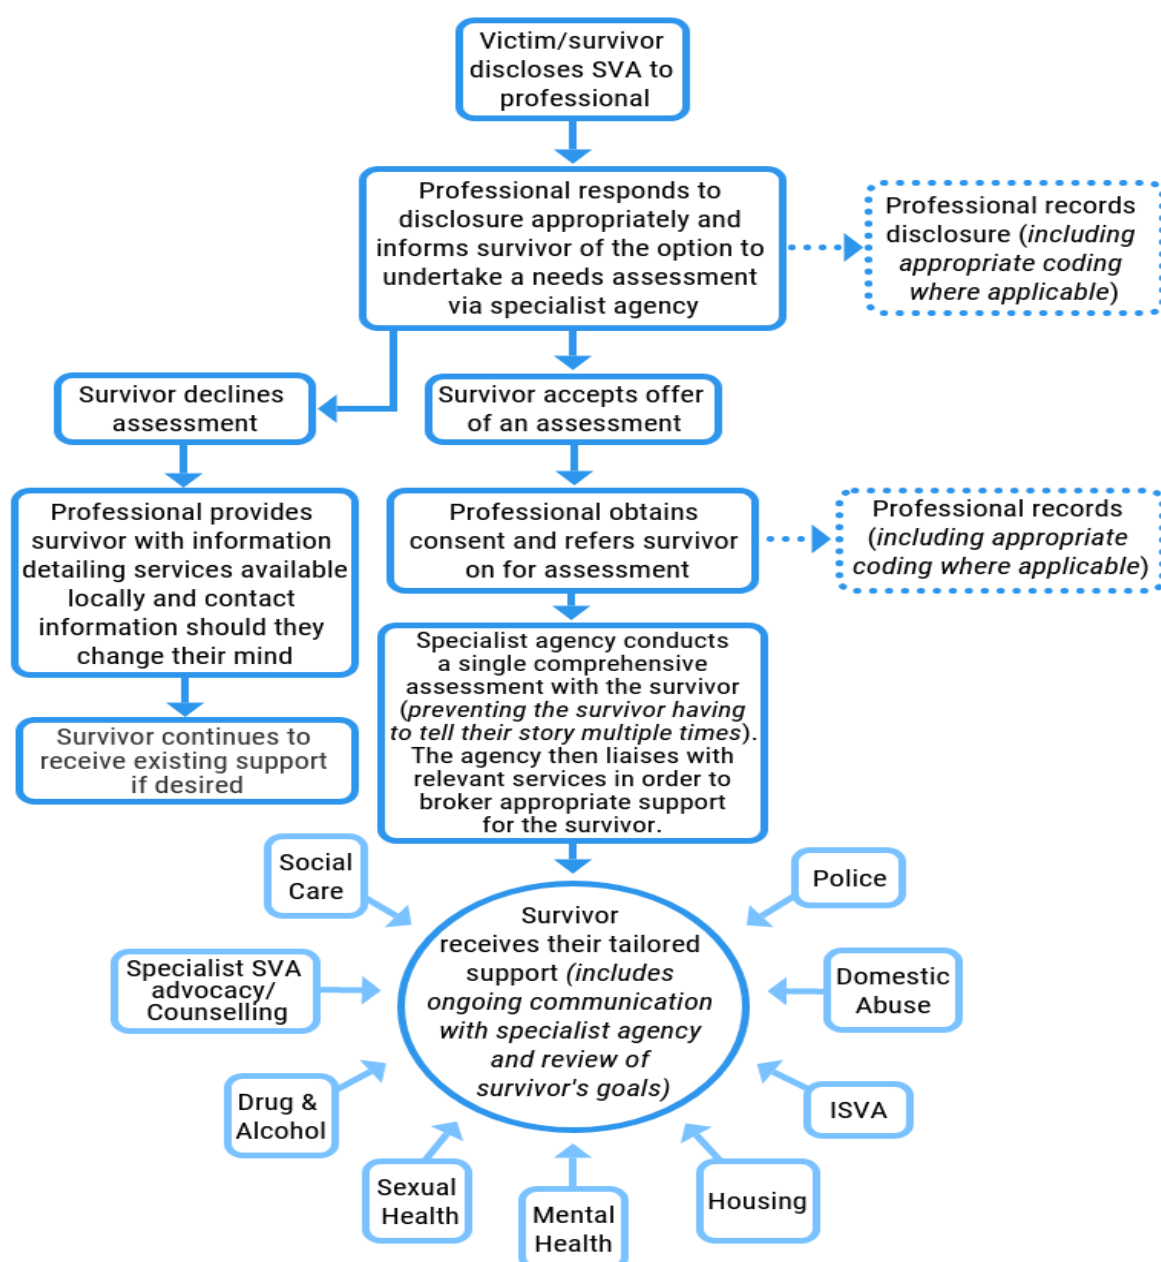 Victim/survivor
discloses SVA to
professional
Professional responds to
disclosure appropriately and
informs survivor of the option to
undertake a needs assessment
via specialist agency
Professional records
disclosure (including
appropriate coding
where applicable)
Survivor declines
assessment
Survivor accepts offer
of an assessment
Professional provides
survivor with information
detailing services available
locally and contact
information should they
change their mind
Professional obtains
consent and refers survivor
on for assessment
Professional records
(including appropriate
coding where applicable)
Survivor continues to
receive existing support
if desired
Specialist agency conducts
a single comprehensive
assessment with the survivor
(preventing the survivor having
to tell their story multiple times).
The agency then liaises with
relevant services in order to
broker appropriate support
for the survivor.
Social
Care
Police
Survivor
receives their tailored
support (includes
ongoing communication
with specialist agency
and review of
survivor's goals)
Specialist SVA
advocacy/
Counselling
Domestic
Abuse
Drug &
Alcohol
ISVA
Sexual
Health
Mental
Health
Housing